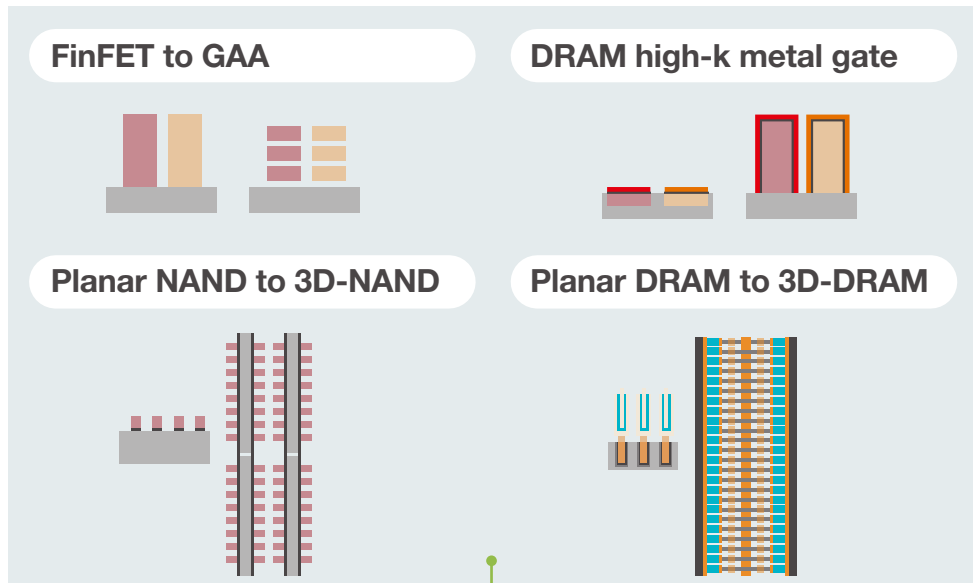 FinFET to GAA
DRAM high-k metal gate
Planar NAND to 3D-NAND
Planar DRAM to 3D-DRAM